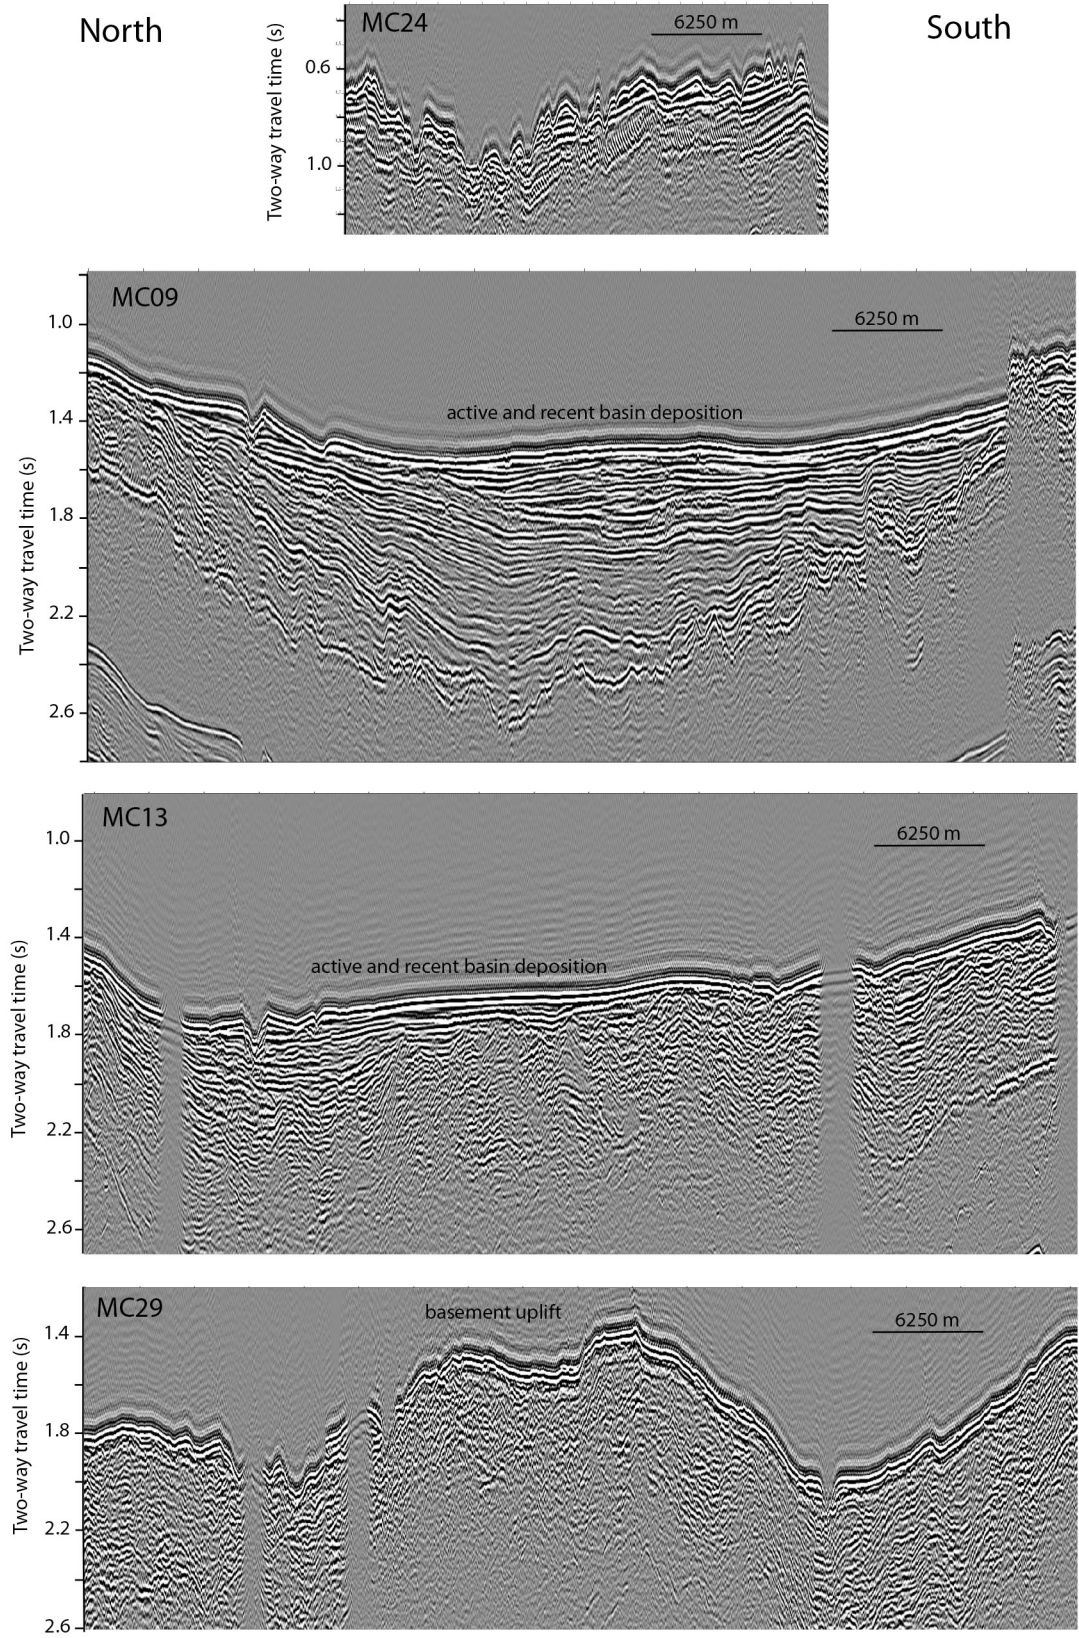 North
South
MC24
6250 m
Two-way travel time (s)
0.6
1.0
MC09
6250 m
Two-way travel time (s)
1.0
1.4
1.8
2.2
2.6
active and recent basin deposition
MC13
6250 m
Two-way travel time (s)
1.0
1.4
1.8
2.2
2.6
active and recent basin deposition
MC29
basement uplift
6250 m
Two-way travel time (s)
1.4
1.8
2.2
2.6